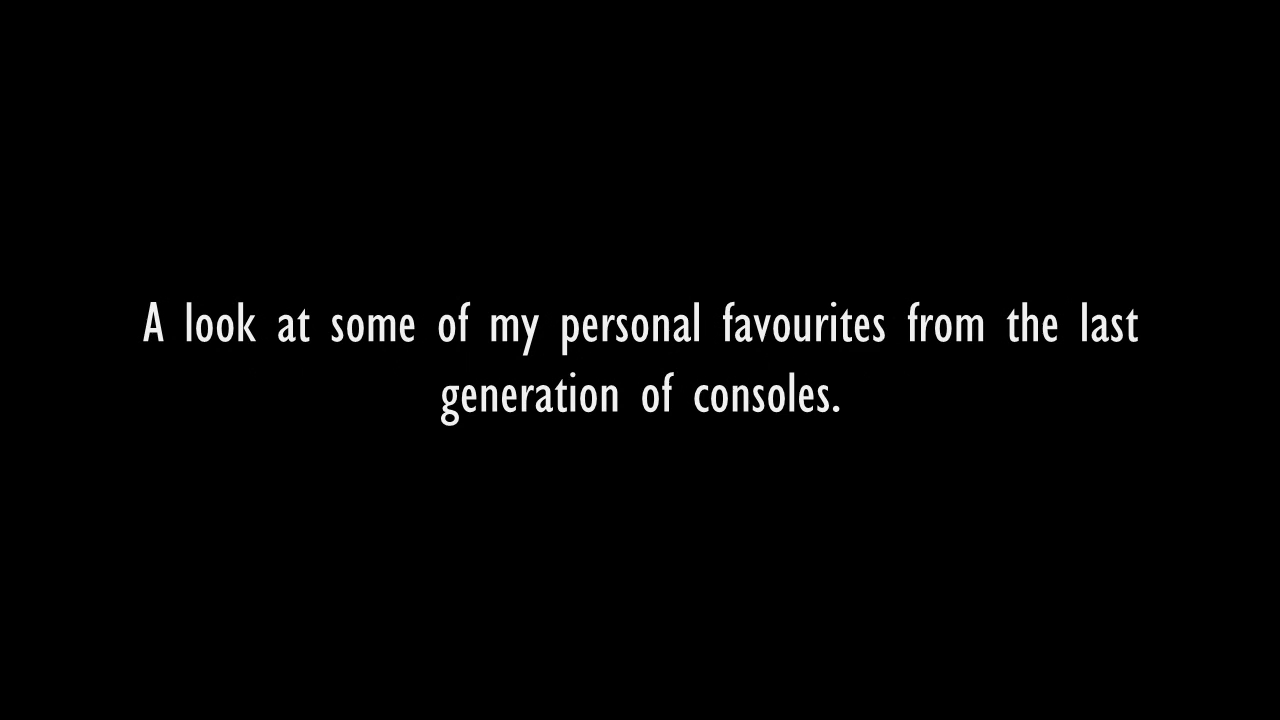 A look at some of my personal favourites from the last
generation of consoles.